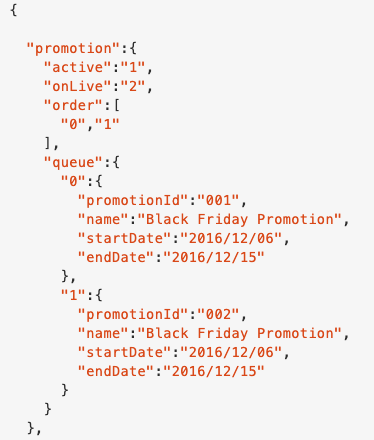 {
"promotion":{
"active":"1",
"onLive":"2",
"order":[
"0","1"
],
"queue":{
"0":{
"promotionId":"001",
"name":"Black Friday Promotion",
"startDate":"2016/12/06",
"endDate":"2016/12/15"
},
"1":{
"promotionId":"002",
"name":"Black Friday Promotion",
"startDate":"2016/12/06",
"endDate":"2016/12/15"
}
}
},